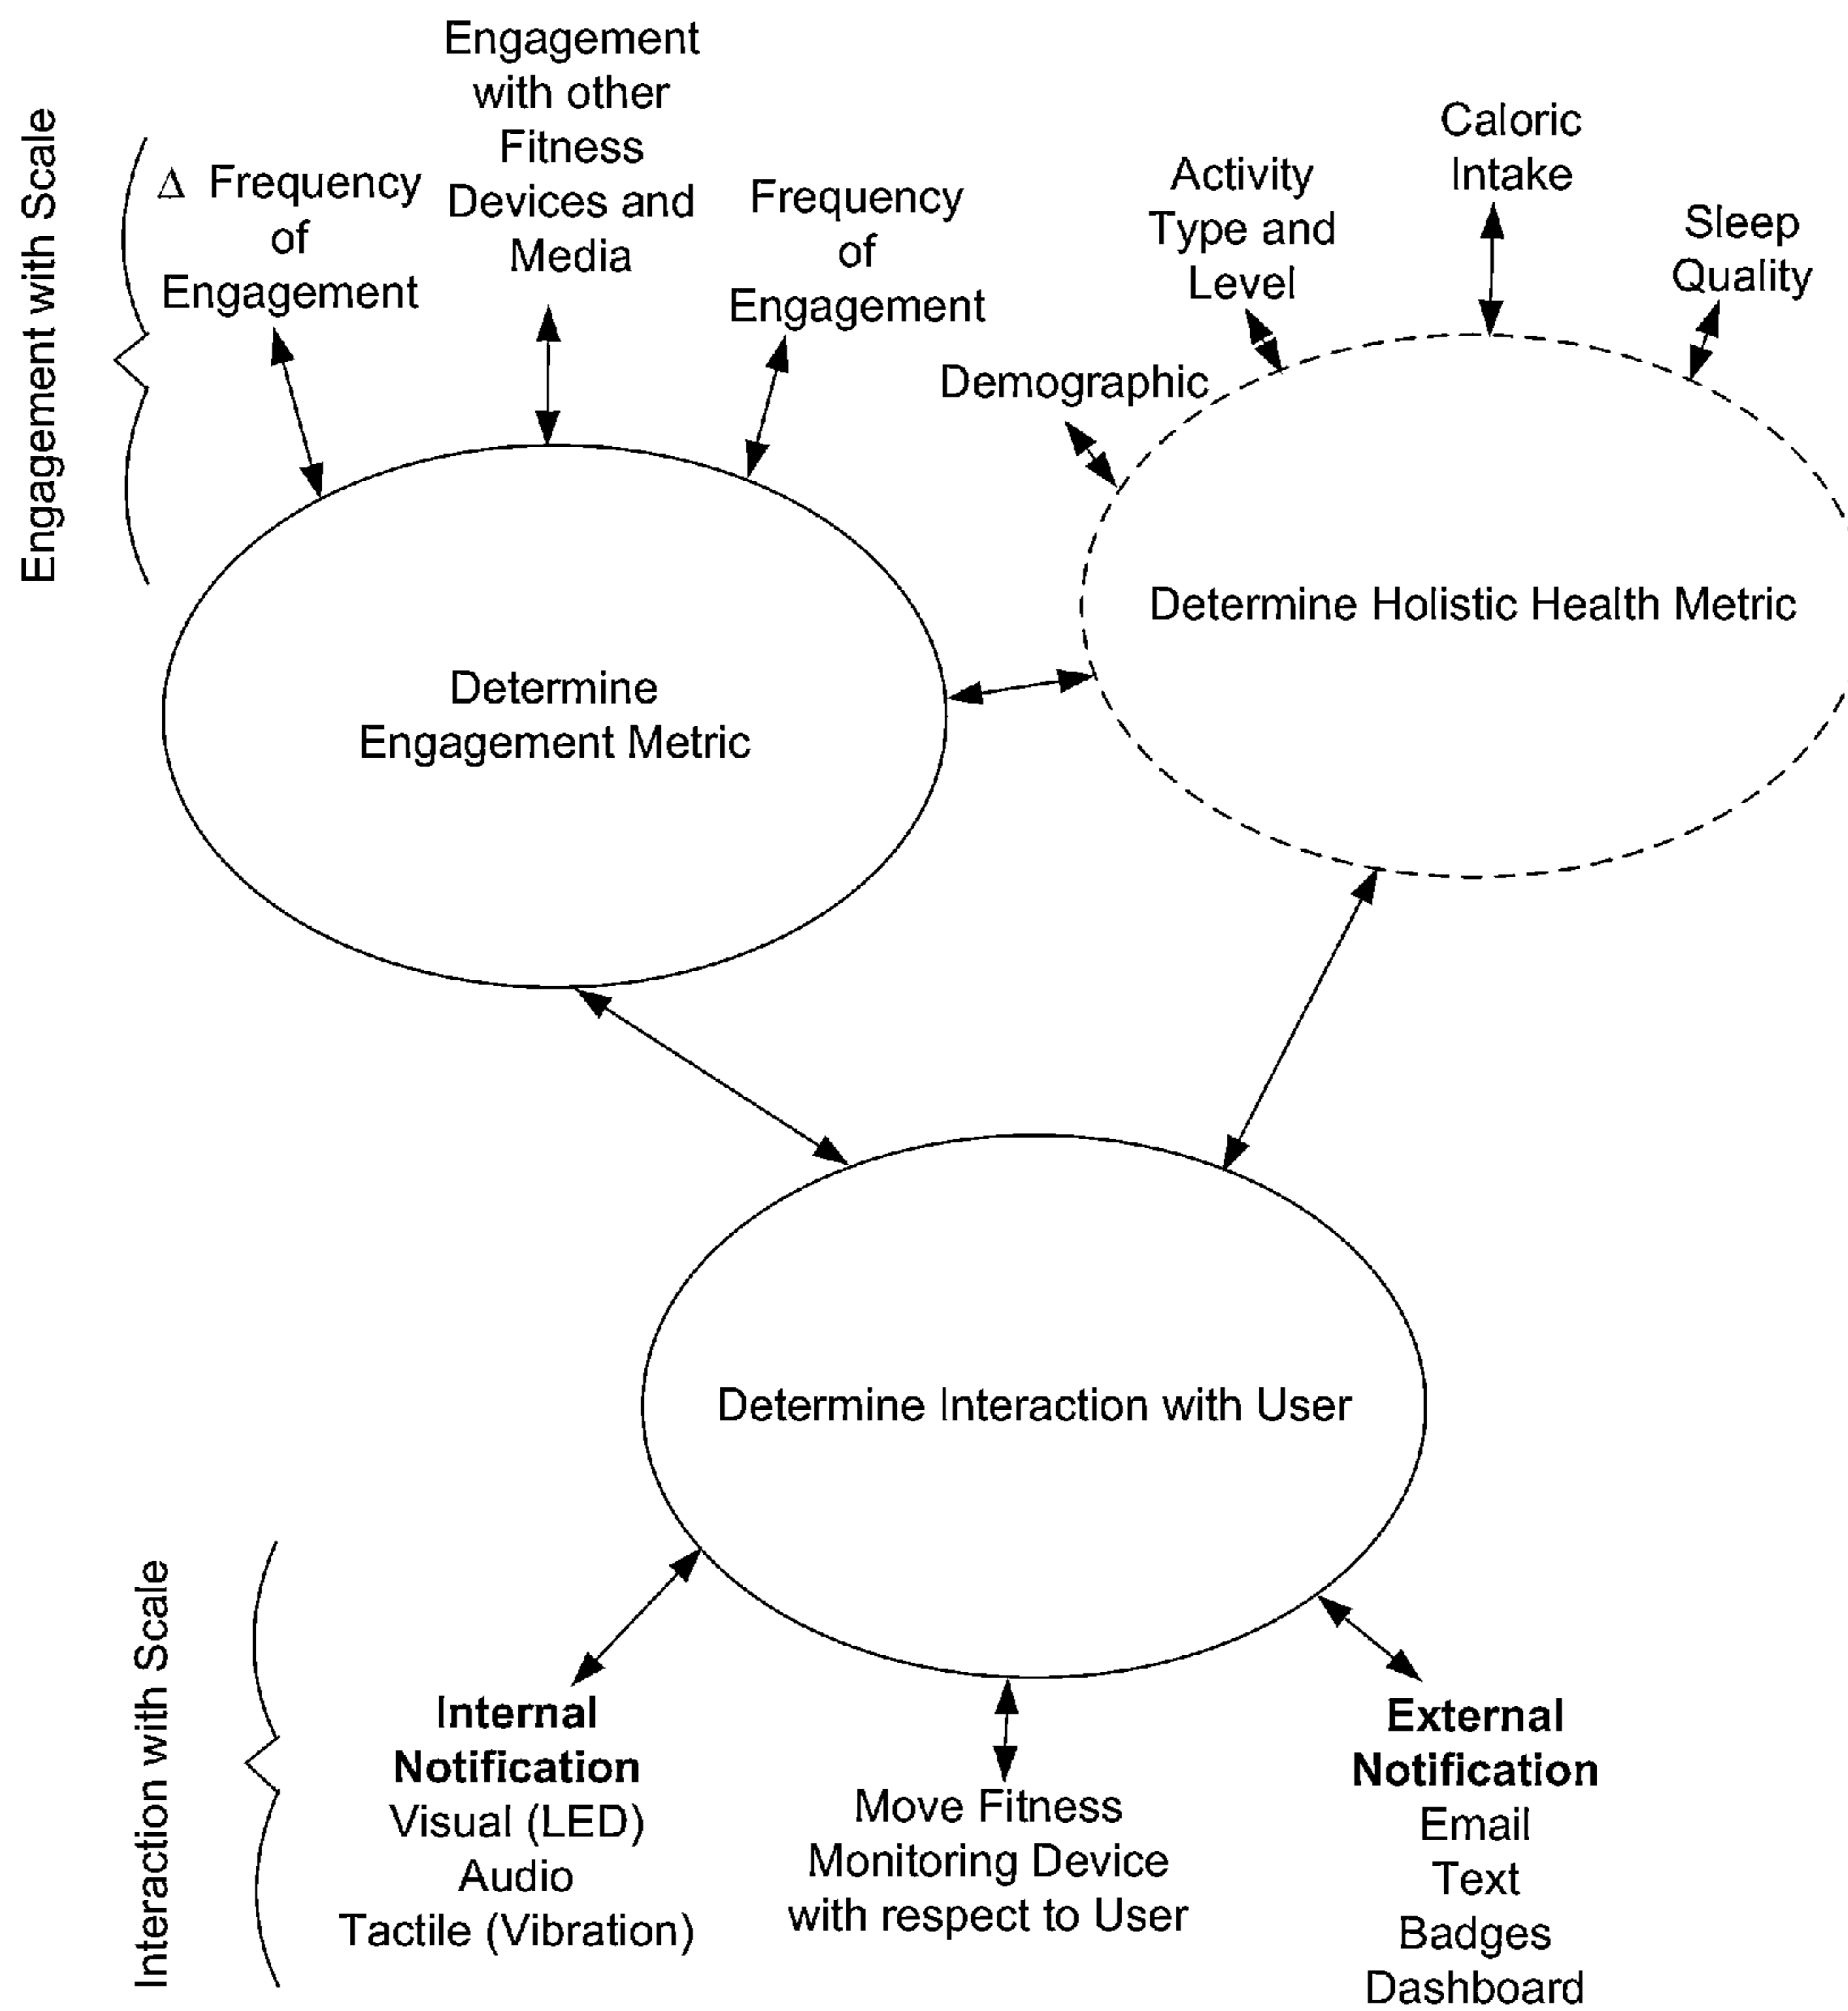 Engagement with Scale
Δ Frequency
of
Engagement
Engagement
with other
Fitness
Devices and
Media
Frequency
of
Engagement
Demographic
Activity
Type and
Level
Caloric
Intake
Sleep
Quality
Determine
Engagement Metric
Determine Holistic Health Metric
Determine Interaction with User
Interaction with Scale
Internal
Notification
Visual (LED)
Audio
Tactile (Vibration)
Move Fitness
Monitoring Device
with respect to User
External
Notification
Email
Text
Badges
Dashboard